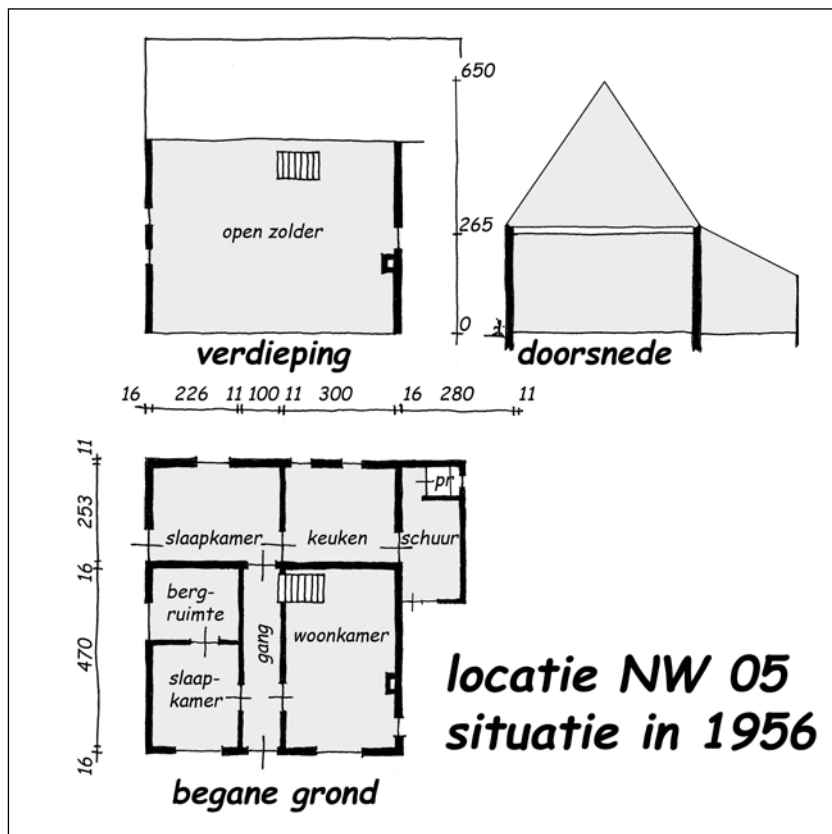 650
open zolder
265
0
verdieping
doorsnede
16 226 11 100 11 300 16 280 11
11
253
16
470
16
pr
slaapkamer keuken schuur
berg-
ruimte
gang
woonkamer
slaap-
kamer
begane grond
locatie NW 05
situatie in 1956